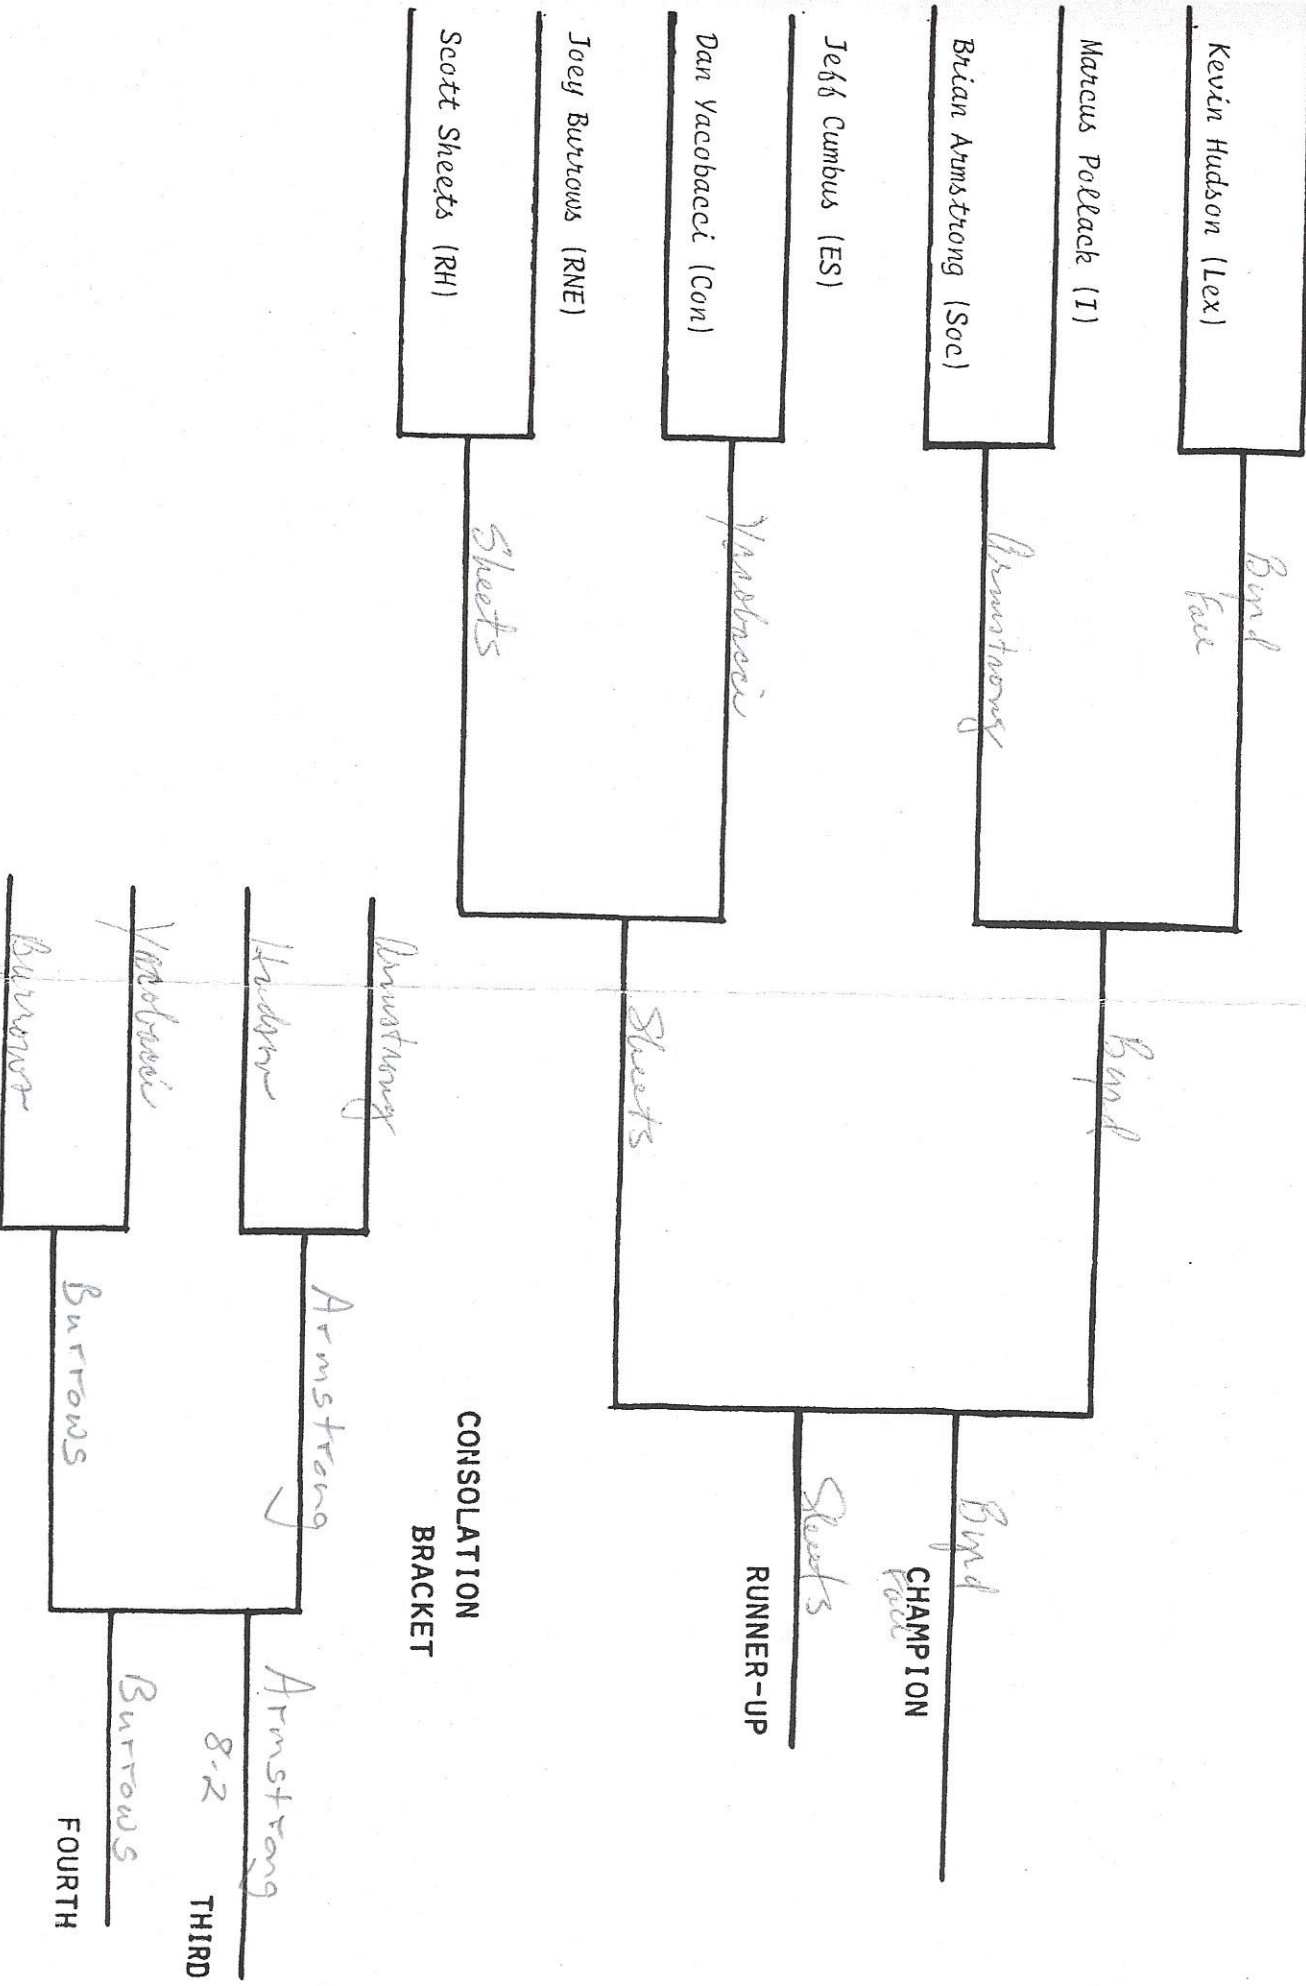 Kevin Hudson (Lex)
Marcus Pollack (I)
Brian Armstrong (Soc)
Jeff Cumbus (ES)
Dan Yacobacci (Con)
Joey Burrows (RNE)
Scott Sheets (RH)
Byrd
Fall
Armstrong
Yacobacci
Sheets
Byrd
Sheets
Byrd
Fall
CHAMPION
Sheets
RUNNER-UP
CONSOLATION
BRACKET
Armstrong
Hudson
Yacobacci
Burrows
Armstrong
Burrows
Armstrong
8-2
THIRD
Burrows
FOURTH